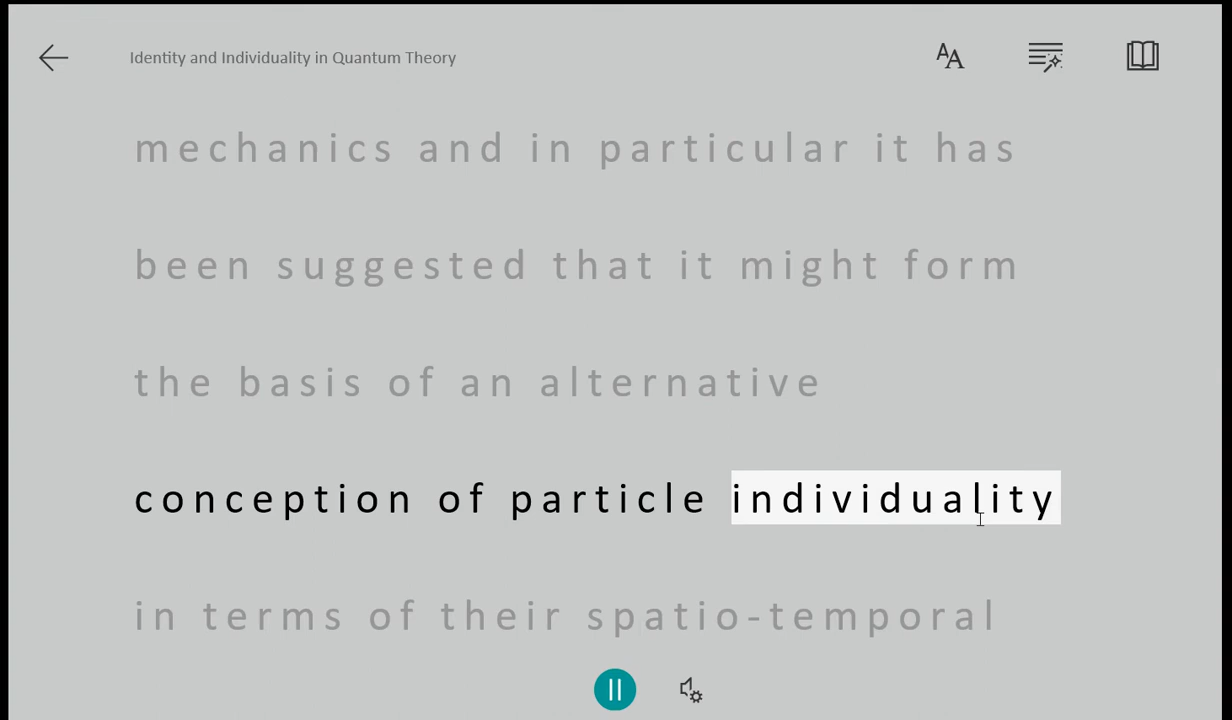 Identity and Individuality in Quantum Theory
mechanics and in particular it has
been suggested that it might form
the basis of an alternative
conception of particle individuality
in terms of their spatio-temporal